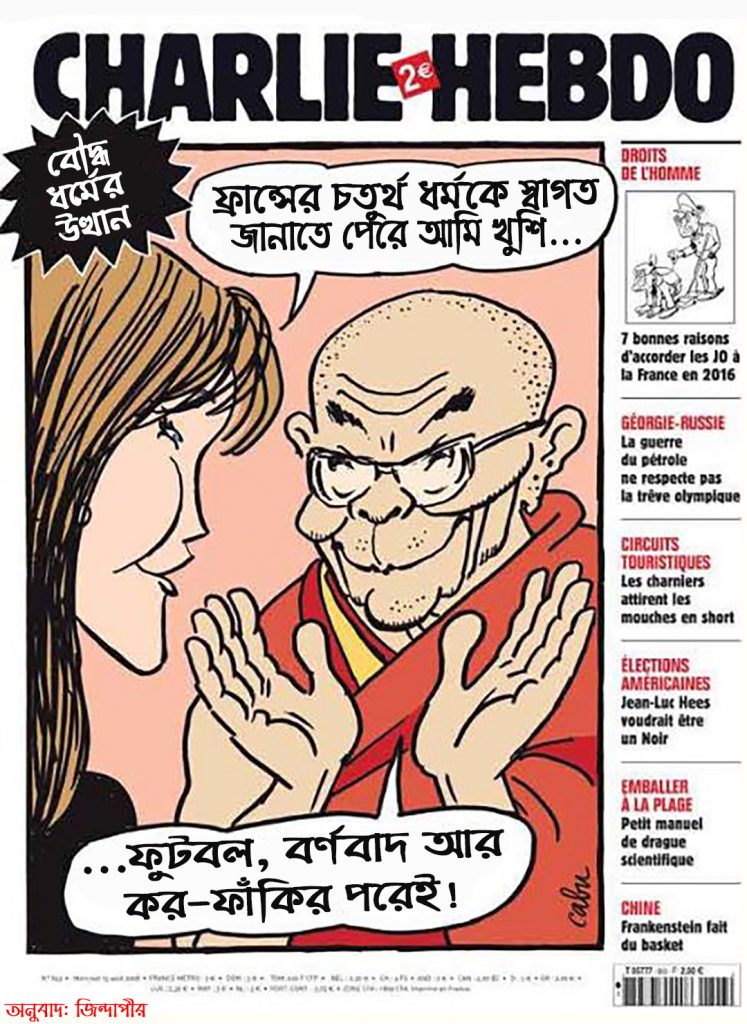 CHARLIE HEBDO
2€
বৌদ্ধ
ধর্মের
উত্থান
ফ্রান্সের চতুর্থ ধর্মকে স্বাগত
জানাতে পেরে আমি খুশি...
...ফুটবল, বর্ণবাদ আর
কর-ফাঁকির পরেই!
cabu
DROITS
DE L'HOMME
7 bonnes raisons
d'accorder les JO à
la France en 2016
GÉORGIE-RUSSIE
La guerre
du pétrole
ne respecte pas
la trêve olympique
CIRCUITS
TOURISTIQUES
Les charniers
attirent les
mouches en short
ÉLECTIONS
AMÉRICAINES
Jean-Luc Hees
voudrait être
un Noir
EMBALLER
À LA PLAGE
Petit manuel
de drague
scientifique
CHINE
Frankenstein fait
du basket
অনুবাদ: জিন্দাপীর